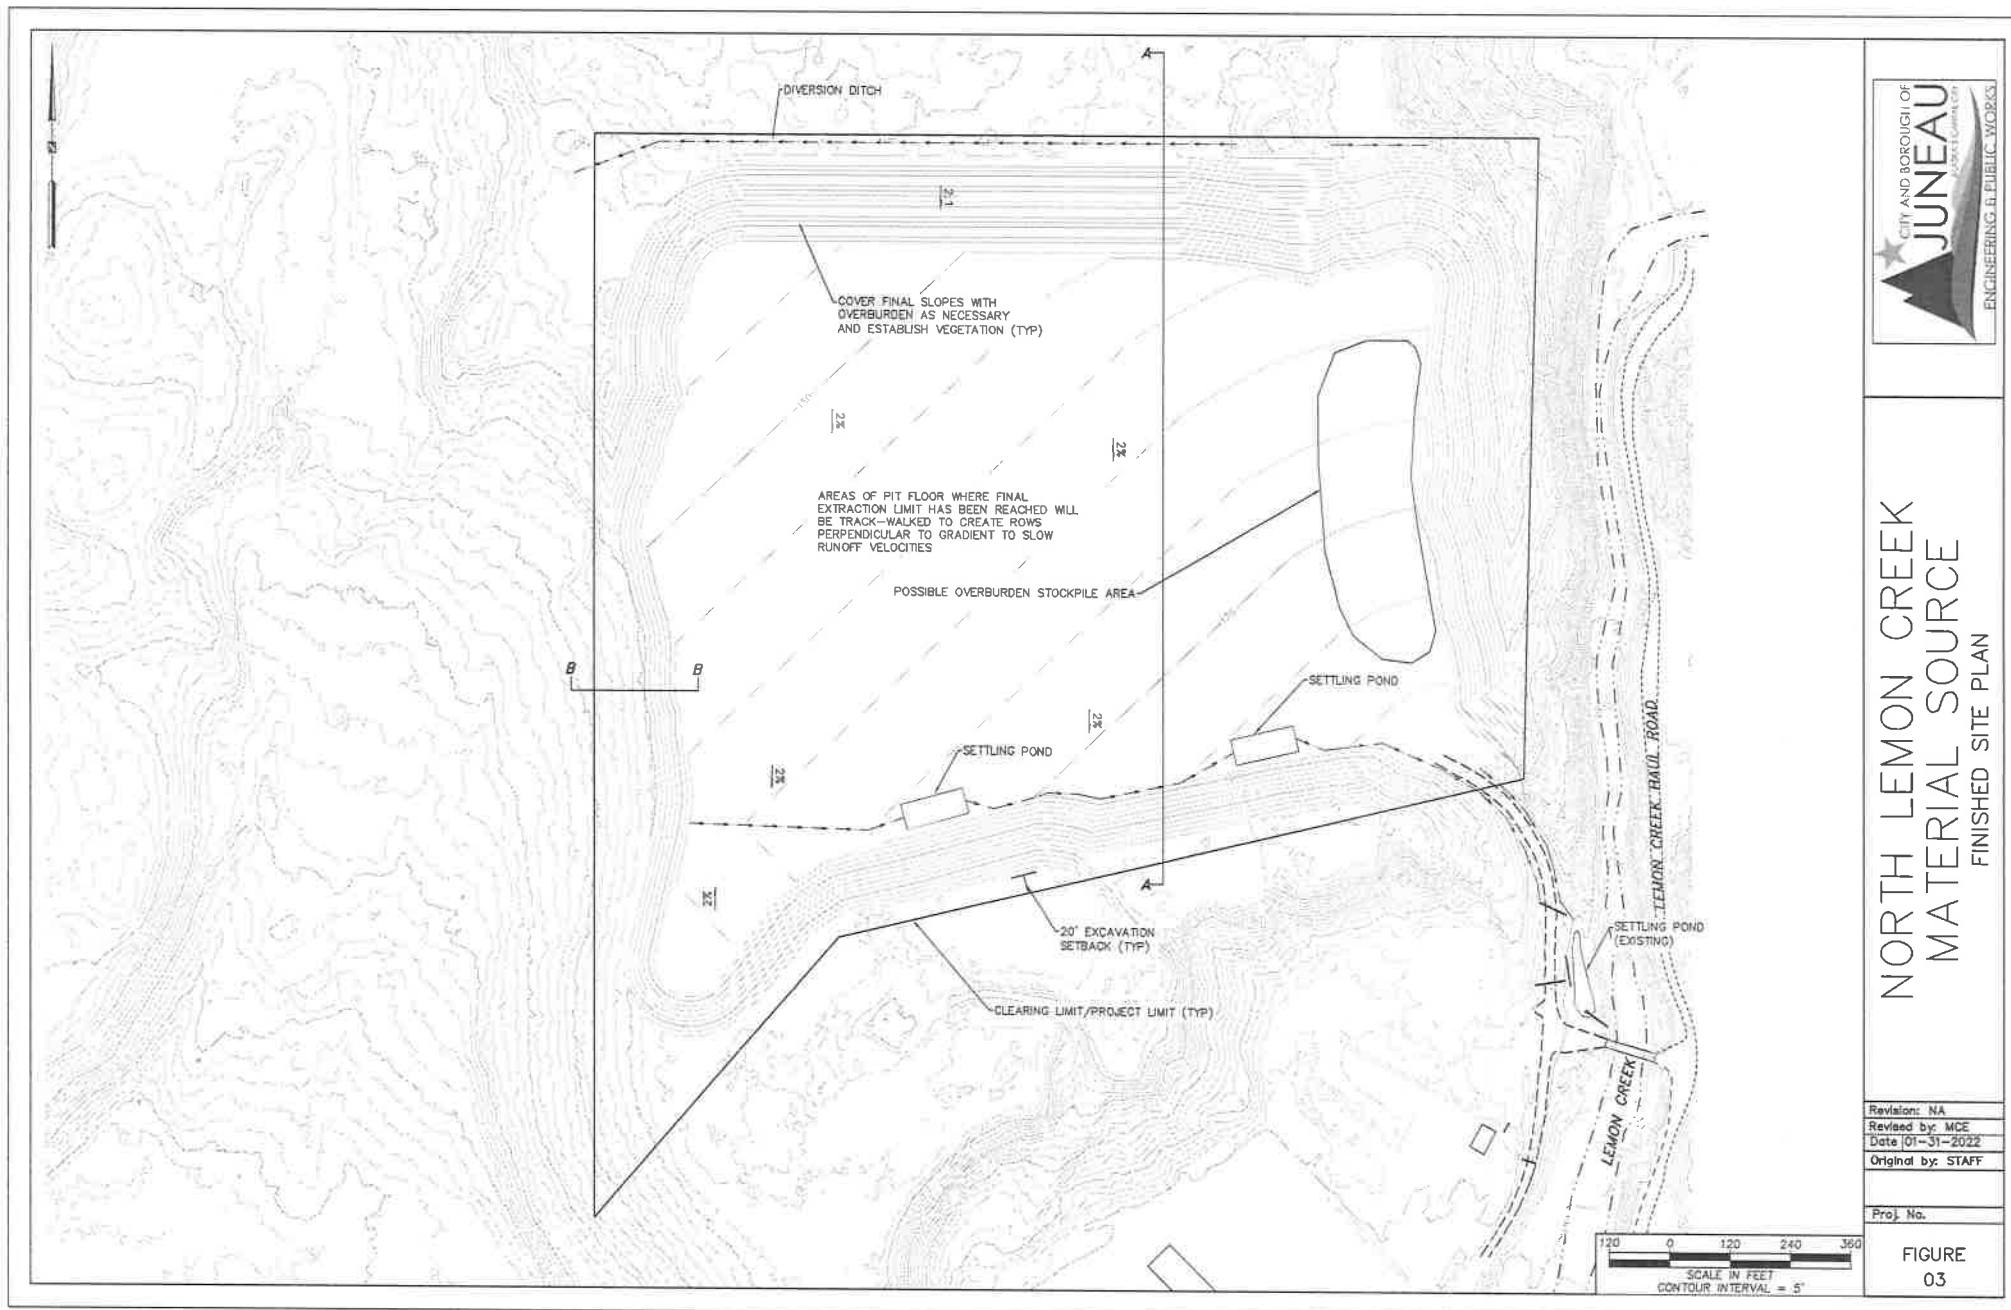 A
DIVERSION DITCH
2:1
COVER FINAL SLOPES WITH
OVERBURDEN AS NECESSARY
AND ESTABLISH VEGETATION (TYP)
150
2%
2%
AREAS OF PIT FLOOR WHERE FINAL
EXTRACTION LIMIT HAS BEEN REACHED WILL
BE TRACK-WALKED TO CREATE ROWS
PERPENDICULAR TO GRADIENT TO SLOW
RUNOFF VELOCITIES
POSSIBLE OVERBURDEN STOCKPILE AREA
B
B
SETTLING POND
2%
SETTLING POND
2%
2%
A
20' EXCAVATION
SETBACK (TYP)
CLEARING LIMIT/PROJECT LIMIT (TYP)
LEMON CREEK HAUL ROAD
SETTLING POND
(EXISTING)
LEMON CREEK
120 0 120 240 360
SCALE IN FEET
CONTOUR INTERVAL = 5'
CITY AND BOROUGH OF
JUNEAU
ALASKA'S CAPITAL CITY
ENGINEERING & PUBLIC WORKS
NORTH LEMON CREEK
MATERIAL SOURCE
FINISHED SITE PLAN
Revision: NA
Revised by: MCE
Date 01-31-2022
Original by: STAFF
Proj. No.
FIGURE
03